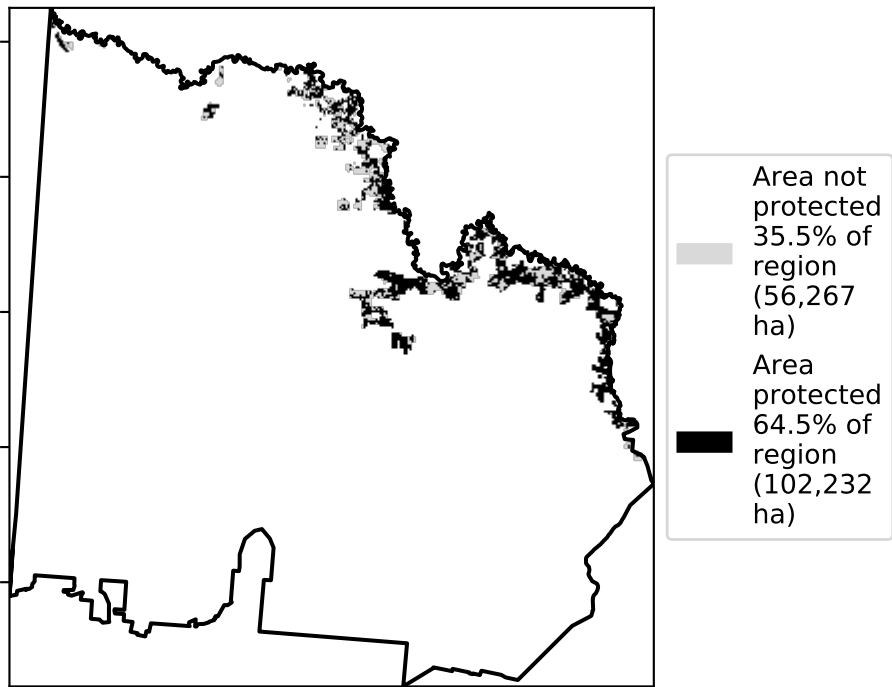 Area not
protected
35.5% of
region
(56,267
ha)
Area
protected
64.5% of
region
(102,232
ha)